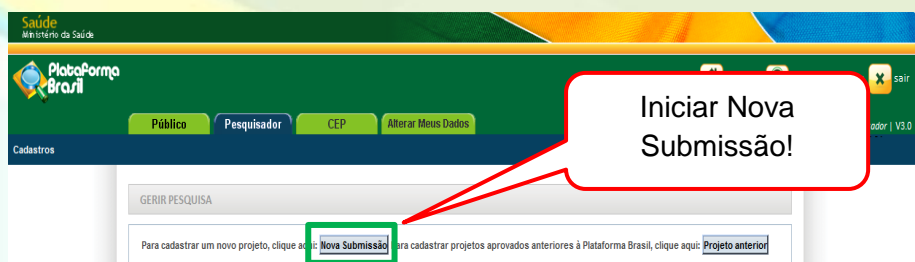 Saúde
Ministério da Saúde
Plataforma
Brasil
sair
Público Pesquisador CEP Alterar Meus Dados
ador | V3.0
Cadastros
Iniciar Nova
Submissão!
GERIR PESQUISA
Para cadastrar um novo projeto, clique aqui: Nova Submissão ara cadastrar projetos aprovados anteriores à Plataforma Brasil, clique aqui: Projeto anterior